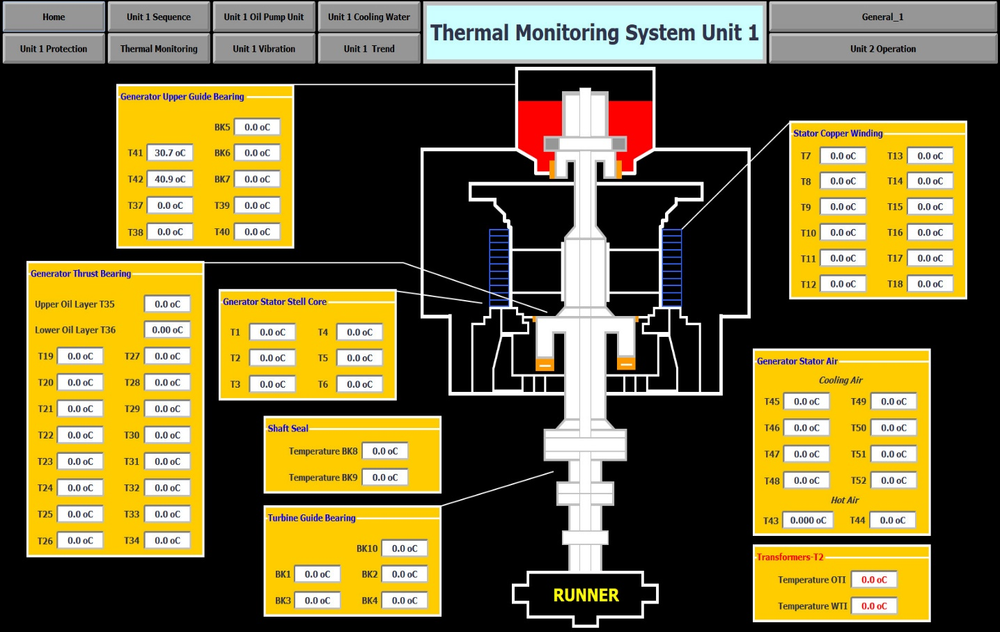 Home
Unit 1 Sequence
Unit 1 Oil Pump Unit
Unit 1 Cooling Water
Thermal Monitoring System Unit 1
General_1
Unit 1 Protection
Thermal Monitoring
Unit 1 Vibration
Unit 1 Trend
Unit 2 Operation
Generator Upper Guide Bearing
BK5 0.0 oC
T41 30.7 oC BK6 0.0 oC
T42 40.9 oC BK7 0.0 oC
T37 0.0 oC T39 0.0 oC
T38 0.0 oC T40 0.0 oC
Stator Copper Winding
T7 0.0 oC T13 0.0 oC
T8 0.0 oC T14 0.0 oC
T9 0.0 oC T15 0.0 oC
T10 0.0 oC T16 0.0 oC
T11 0.0 oC T17 0.0 oC
T12 0.0 oC T18 0.0 oC
Generator Thrust Bearing
Upper Oil Layer T35 0.0 oC
Lower Oil Layer T36 0.00 oC
T19 0.0 oC T27 0.0 oC
T20 0.0 oC T28 0.0 oC
T21 0.0 oC T29 0.0 oC
T22 0.0 oC T30 0.0 oC
T23 0.0 oC T31 0.0 oC
T24 0.0 oC T32 0.0 oC
T25 0.0 oC T33 0.0 oC
T26 0.0 oC T34 0.0 oC
Gnerator Stator Stell Core
T1 0.0 oC T4 0.0 oC
T2 0.0 oC T5 0.0 oC
T3 0.0 oC T6 0.0 oC
Generator Stator Air
Cooling Air
T45 0.0 oC T49 0.0 oC
T46 0.0 oC T50 0.0 oC
T47 0.0 oC T51 0.0 oC
T48 0.0 oC T52 0.0 oC
Hot Air
T43 0.000 oC T44 0.0 oC
Shaft Seal
Temperature BK8 0.0 oC
Temperature BK9 0.0 oC
Turbine Guide Bearing
BK10 0.0 oC
BK1 0.0 oC BK2 0.0 oC
BK3 0.0 oC BK4 0.0 oC
RUNNER
Transformers-T2
Temperature OTI 0.0 oC
Temperature WTI 0.0 oC